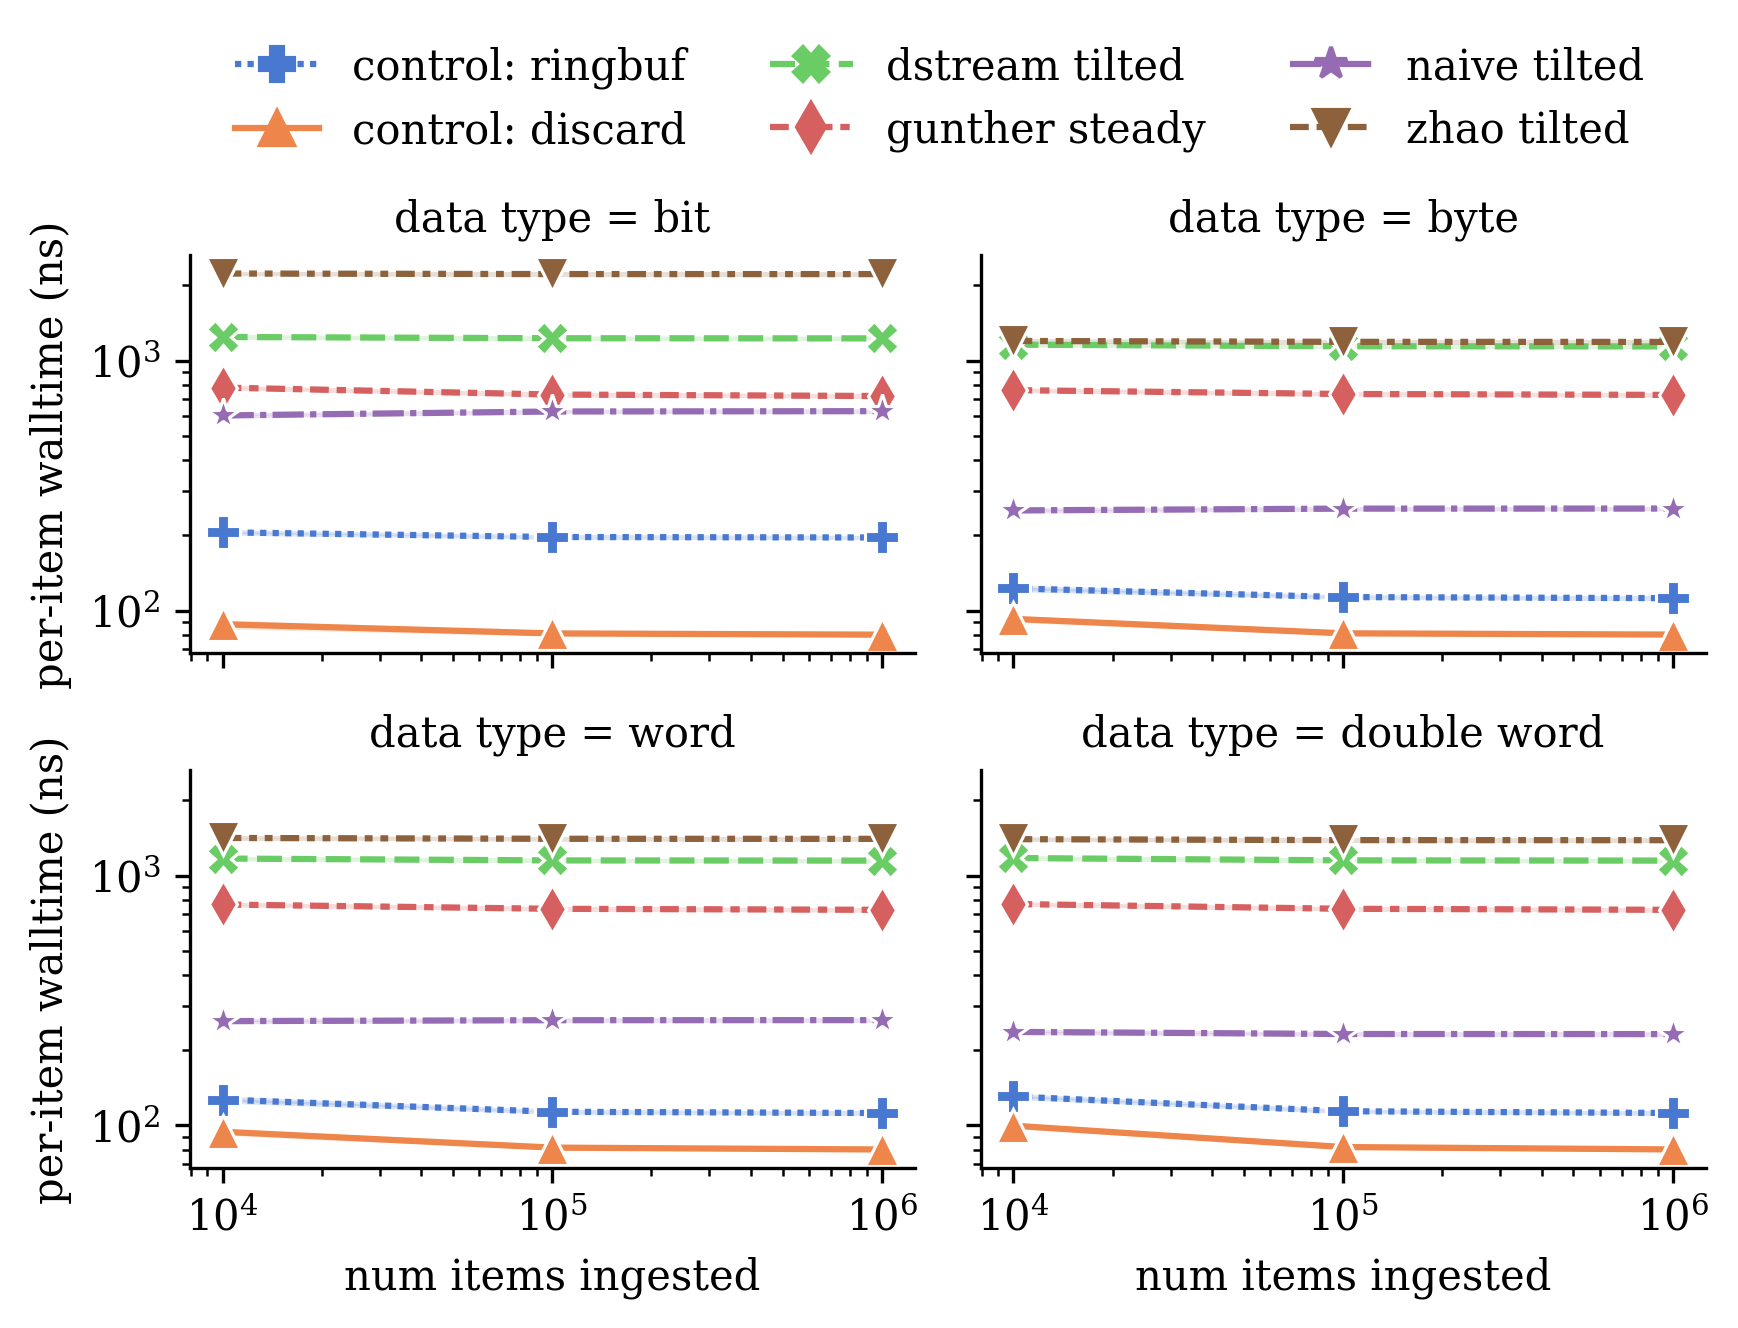 control: ringbuf
dstream tilted
naive tilted
control: discard
gunther steady
zhao tilted
data type = bit
data type = byte
per-item walltime (ns)
10³
10²
data type = word
data type = double word
per-item walltime (ns)
10³
10²
10⁴ 10⁵ 10⁶
10⁴ 10⁵ 10⁶
num items ingested
num items ingested